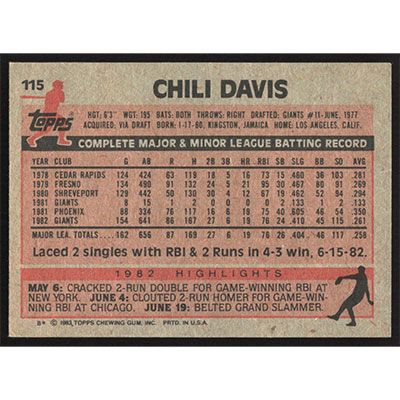 115
CHILI DAVIS
Topps
HGT: 6'3" WGT: 195 BATS: BOTH THROWS: RIGHT DRAFTED: GIANTS #11-JUNE, 1977
ACQUIRED: VIA DRAFT BORN: 1-17-60, KINGSTON, JAMAICA HOME: LOS ANGELES, CALIF.
COMPLETE MAJOR & MINOR LEAGUE BATTING RECORD
YEAR CLUB G AB R H 2B 3B HR RBI SB SLG BB SO AVG
1978 CEDAR RAPIDS 124 424 63 119 18 5 16 73 15 .460 36 103 .281
1979 FRESNO 134 490 91 132 24 5 21 95 30 .467 80 91 .269
1980 SHREVEPORT 129 442 50 130 30 4 12 67 19 .462 52 94 .294
1981 GIANTS 8 15 1 2 0 0 0 0 2 .133 1 2 .133
1981 PHOENIX 88 334 76 117 16 6 19 75 40 .350
1982 GIANTS 154 641 86 167 27 6 19 76 24 .410 45 115 .261
MAJOR LEA. TOTALS.... 162 656 87 169 27 6 19 76 26 .404 46 117 .258
Laced 2 singles with RBI & 2 Runs in 4-3 win, 6-15-82.
1982 HIGHLIGHTS
MAY 6: CRACKED 2-RUN DOUBLE FOR GAME-WINNING RBI AT
NEW YORK. JUNE 4: CLOUTED 2-RUN HOMER FOR GAME-WIN-
NING RBI AT CHICAGO. JUNE 19: BELTED GRAND SLAMMER.
B* © 1983 TOPPS CHEWING GUM, INC. PRTD. IN U.S.A.